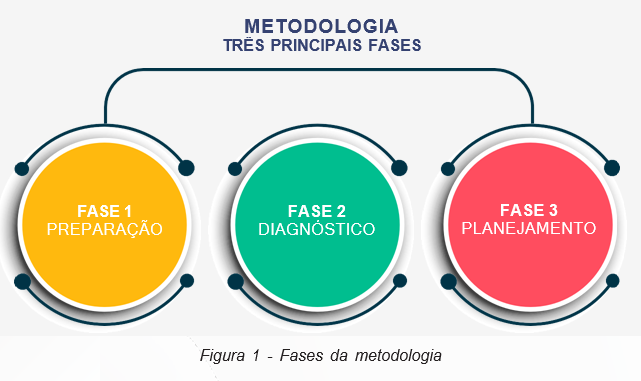 METODOLOGIA
TRÊS PRINCIPAIS FASES
FASE 1
PREPARAÇÃO
FASE 2
DIAGNÓSTICO
FASE 3
PLANEJAMENTO
Figura 1 - Fases da metodologia